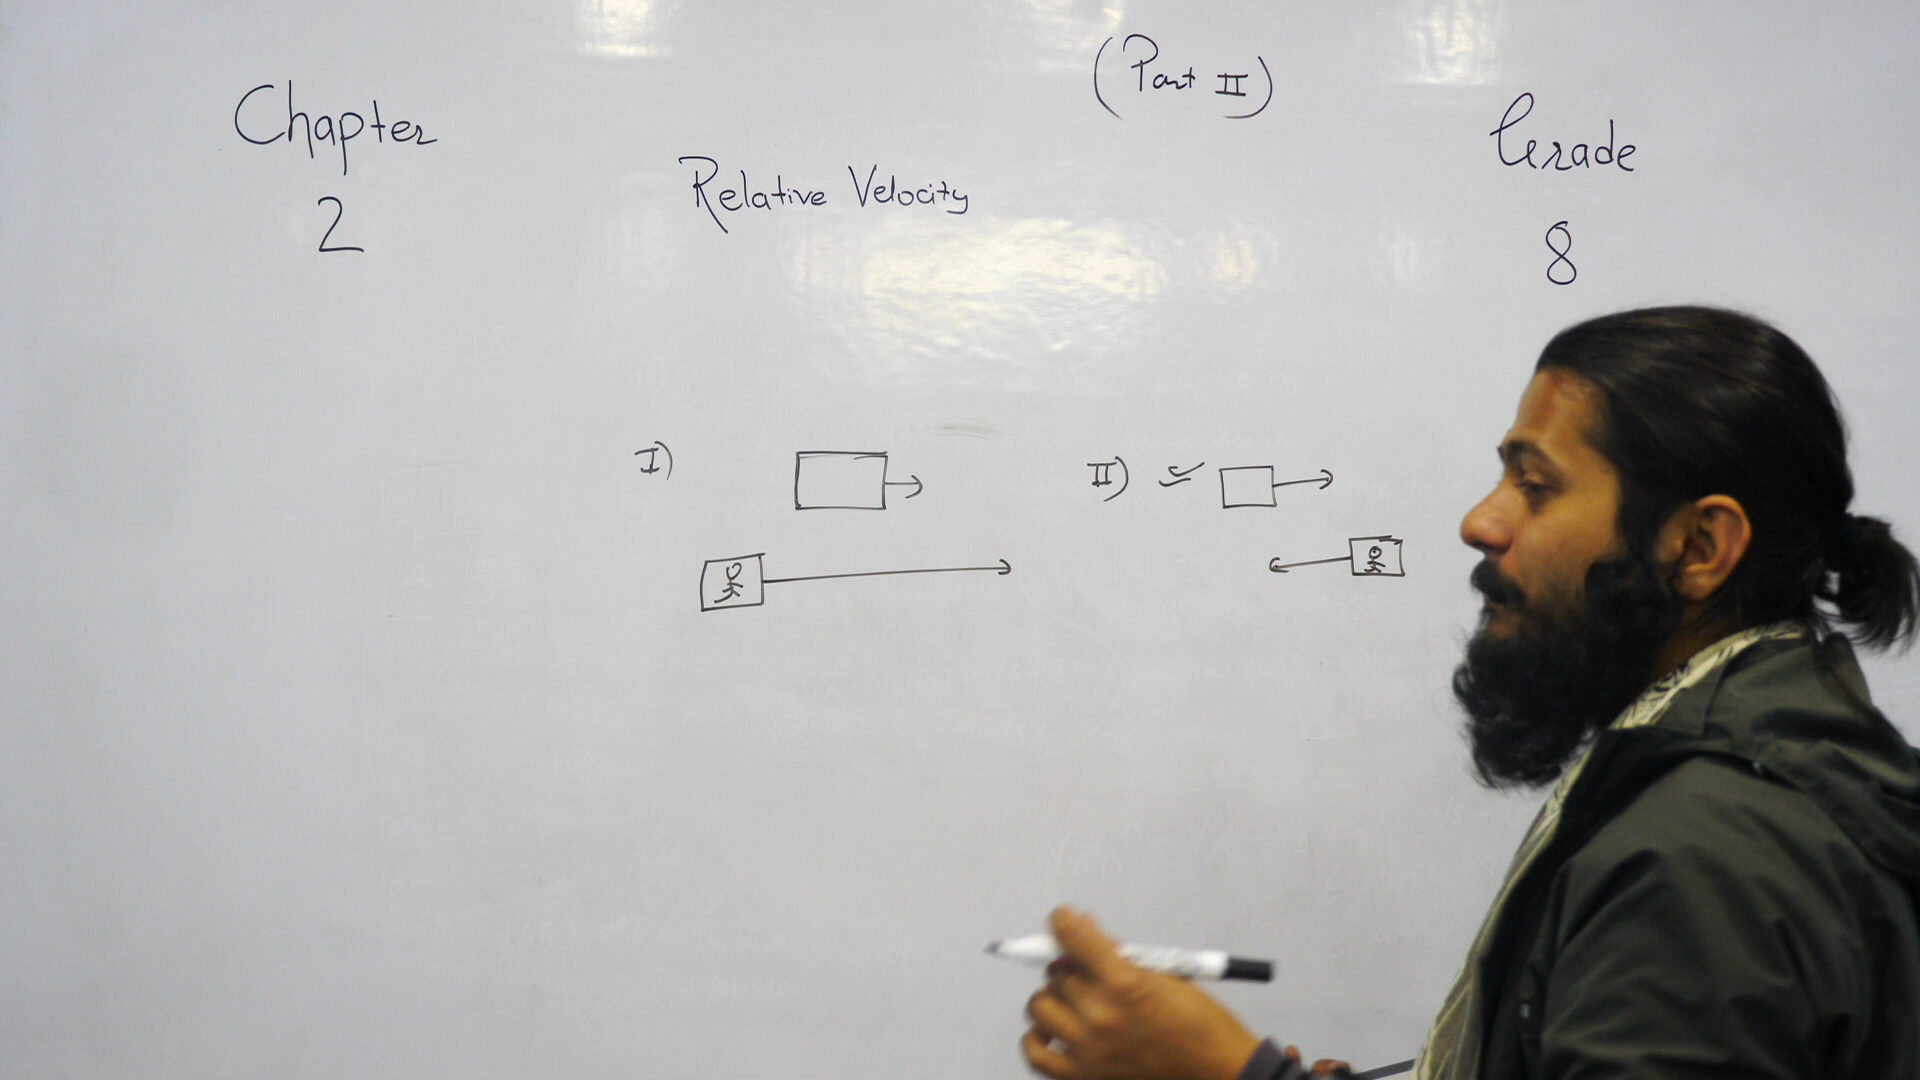 (Part II)
Chapter
2
Relative Velocity
Grade
8
I)
II)